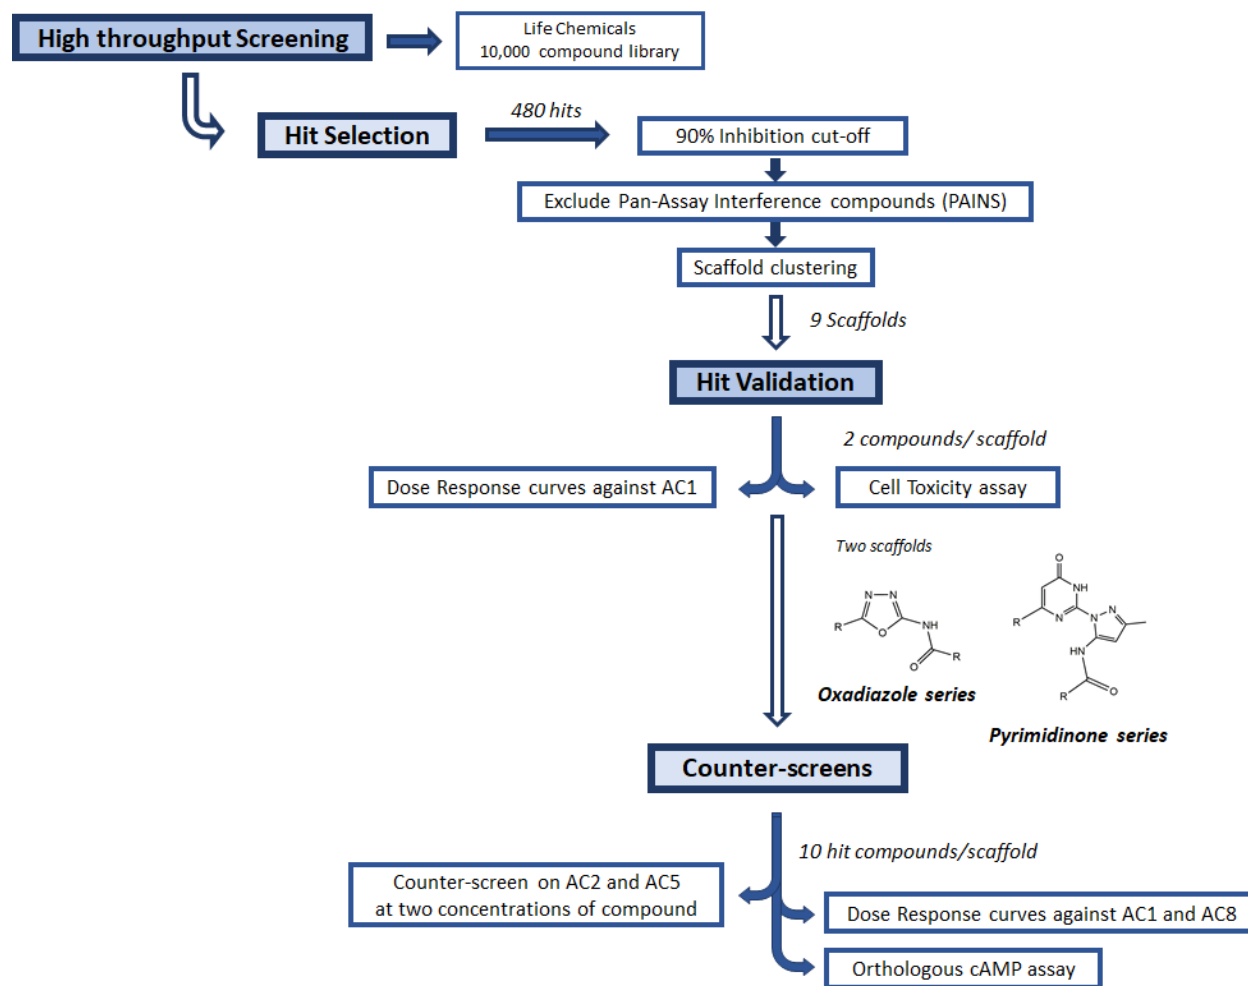 High throughput Screening
Life Chemicals
10,000 compound library
480 hits
Hit Selection
90% Inhibition cut-off
Exclude Pan-Assay Interference compounds (PAINS)
Scaffold clustering
9 Scaffolds
Hit Validation
2 compounds/ scaffold
Dose Response curves against AC1
Cell Toxicity assay
Two scaffolds
N
N
R
O
NH
O
R
Oxadiazole series
O
NH
R
N
N
N
HN
R
O
Pyrimidinone series
Counter-screens
10 hit compounds/scaffold
Counter-screen on AC2 and AC5
at two concentrations of compound
Dose Response curves against AC1 and AC8
Orthologous cAMP assay